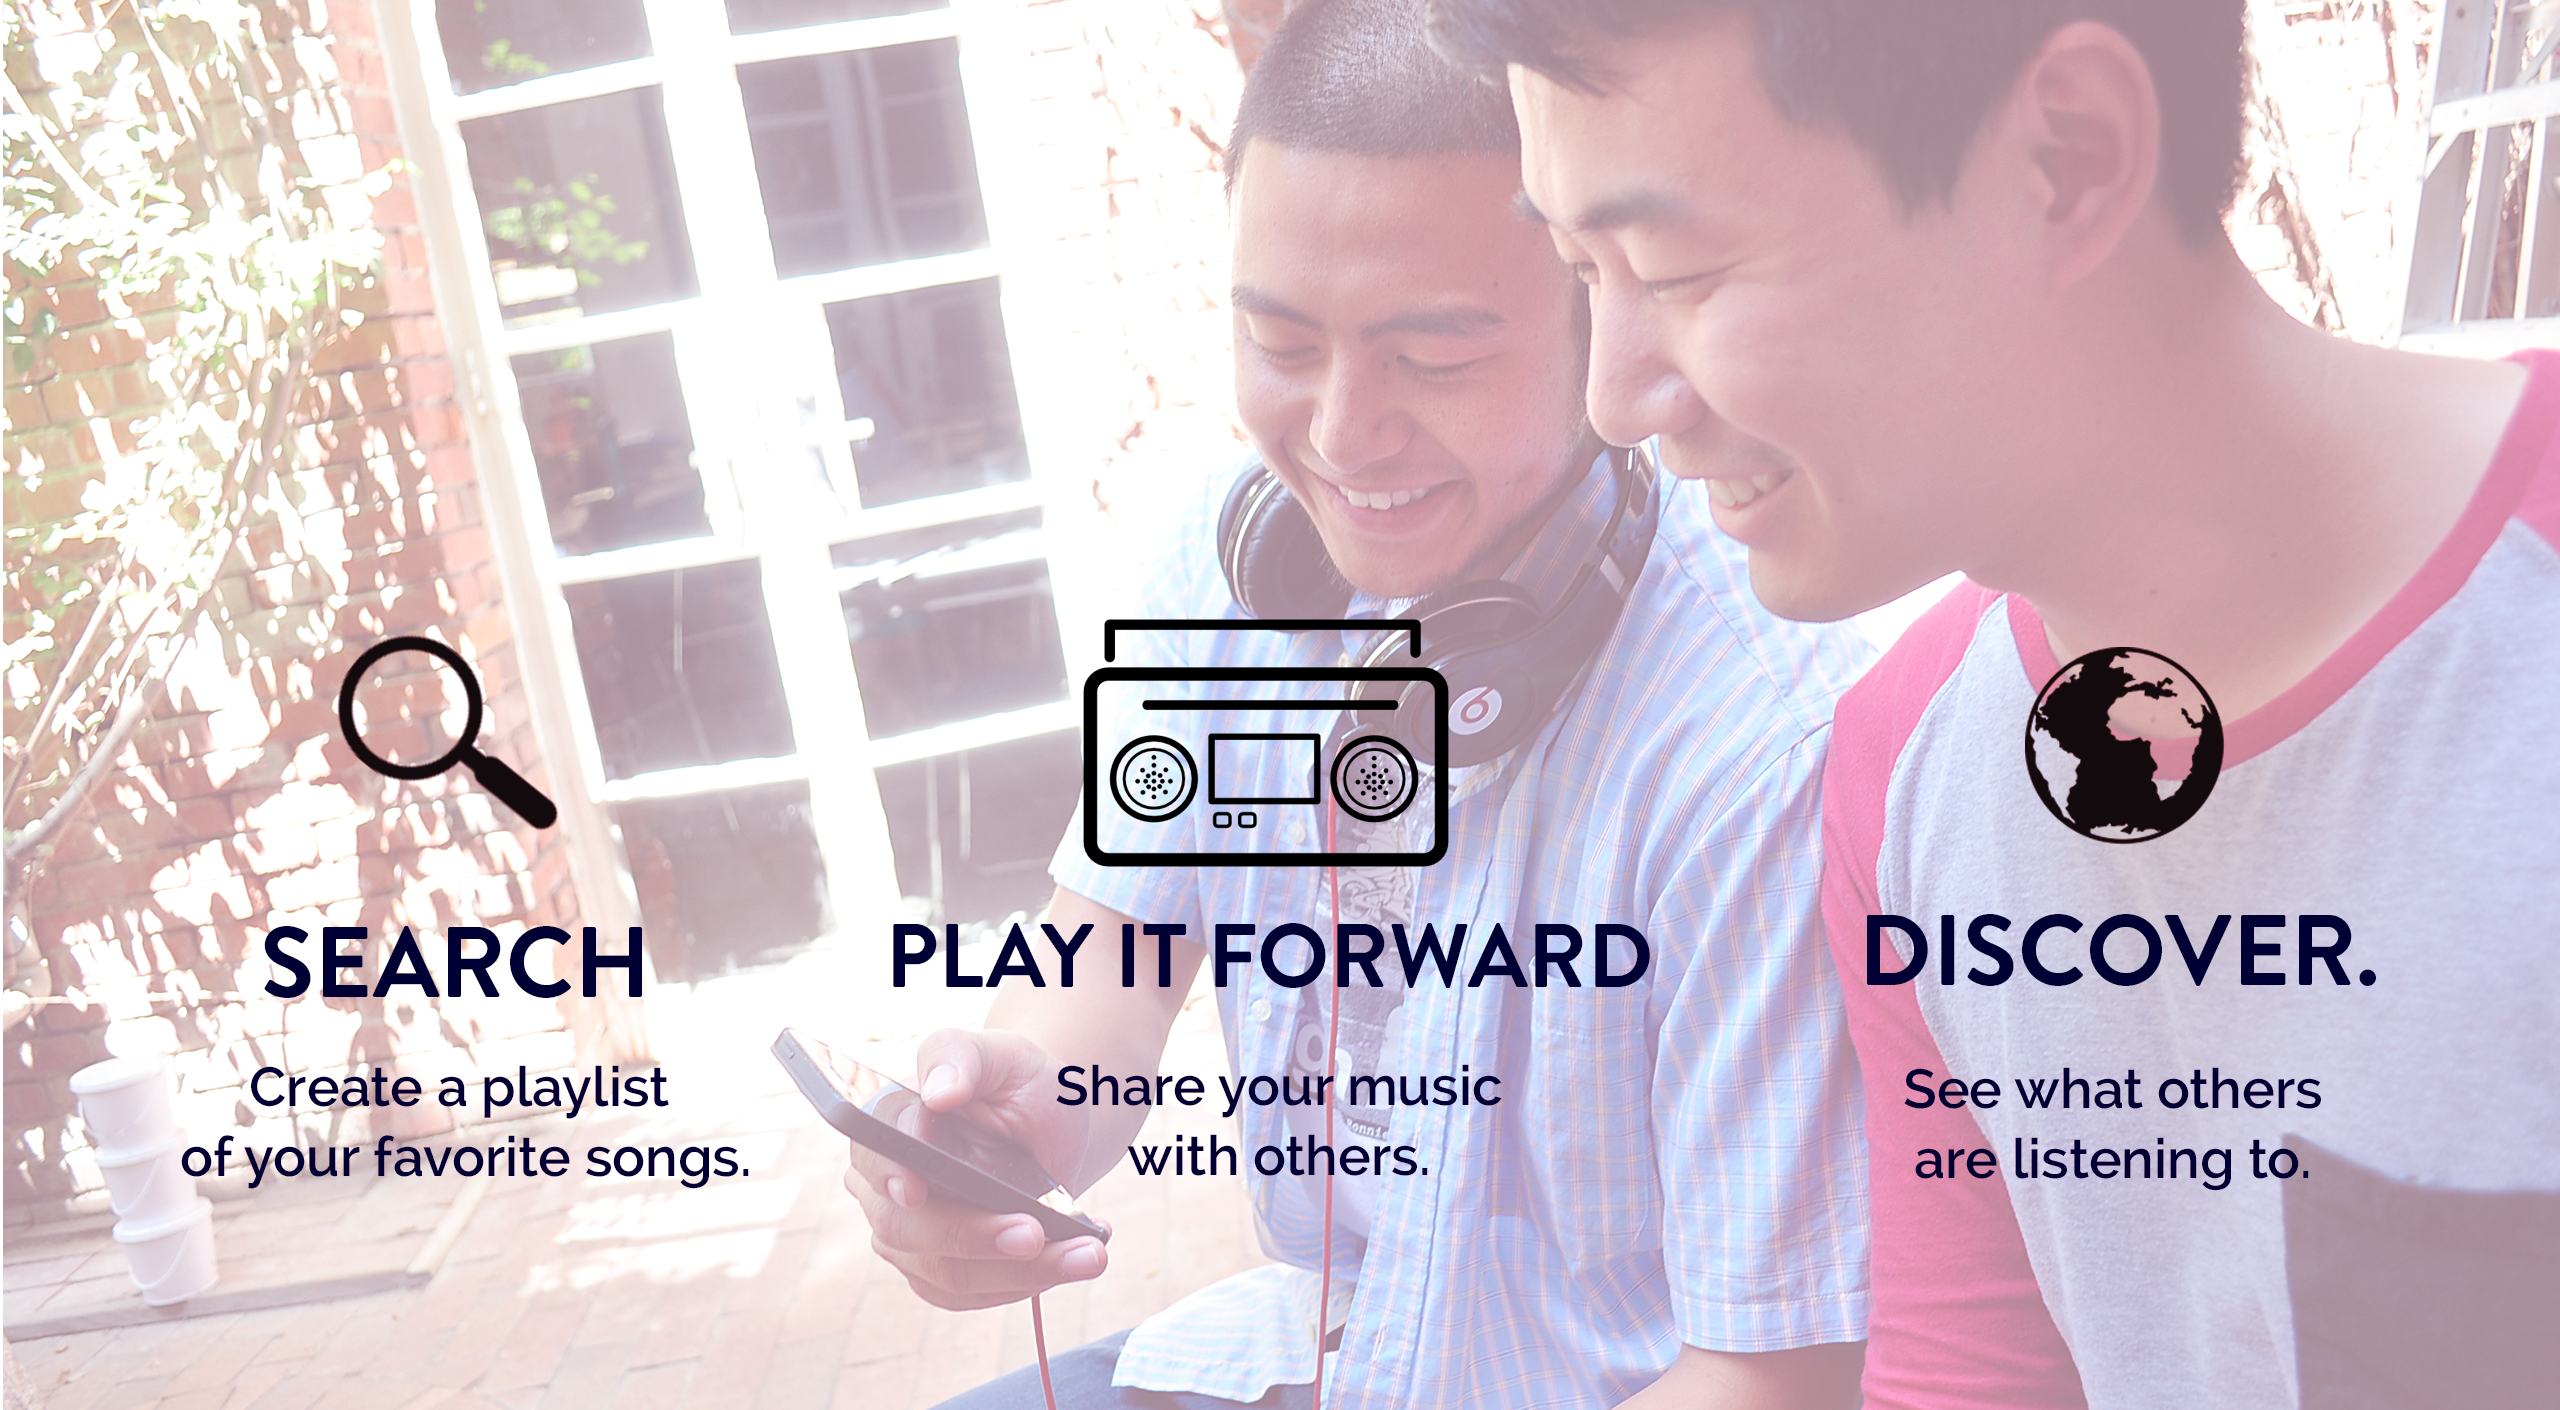 SEARCH
Create a playlist
of your favorite songs.
PLAY IT FORWARD
Share your music
with others.
DISCOVER.
See what others
are listening to.